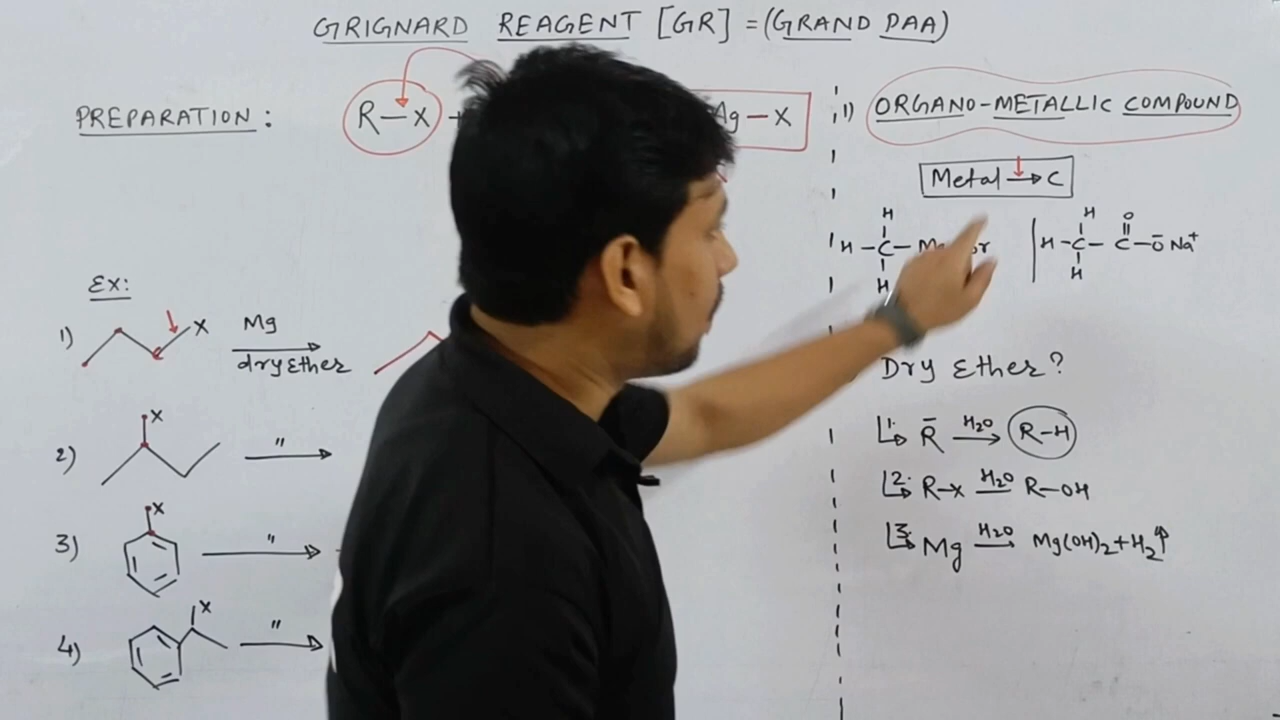 GRIGNARD REAGENT [GR] = (GRAND DAA)
PREPARATION : R-X + Mg-X
1) ORGANO-METALLIC COMPOUND
Metal → C
H
H-C-
H
H O
H-C-C-O⁻ Na⁺
H
EX:
1) X Mg
dry Ether
2) X "
3) X "
4) X "
Dry Ether?
1. R⁻ H₂O → R-H
2. R-X H₂O R-OH
3. Mg H₂O → Mg(OH)₂+H₂↑